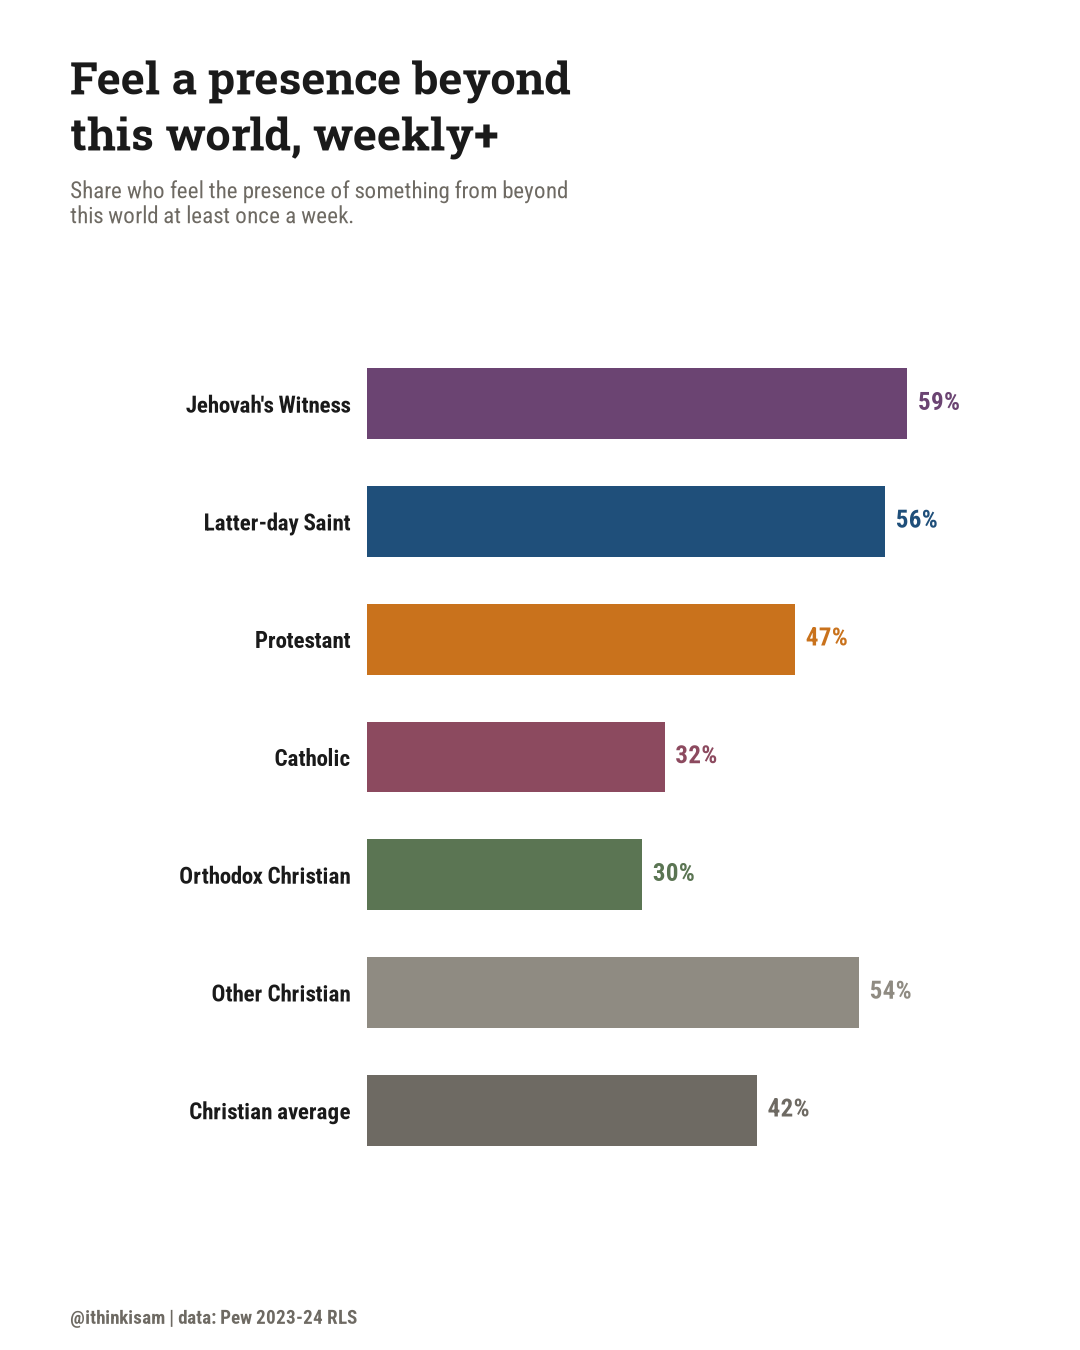 Feel a presence beyond
this world, weekly+
Share who feel the presence of something from beyond
this world at least once a week.
Jehovah's Witness 59%
Latter-day Saint 56%
Protestant 47%
Catholic 32%
Orthodox Christian 30%
Other Christian 54%
Christian average 42%
@ithinkisam | data: Pew 2023-24 RLS